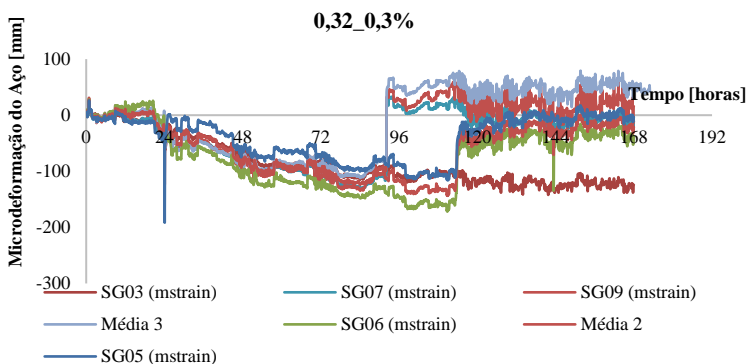 0,32_0,3%
Microdeformação do Aço [mm]
100
0
-100
-200
-300
0 24 48 72 96 120 144 168 192
Tempo [horas]
SG03 (mstrain) SG07 (mstrain) SG09 (mstrain)
Média 3 SG06 (mstrain) Média 2
SG05 (mstrain)